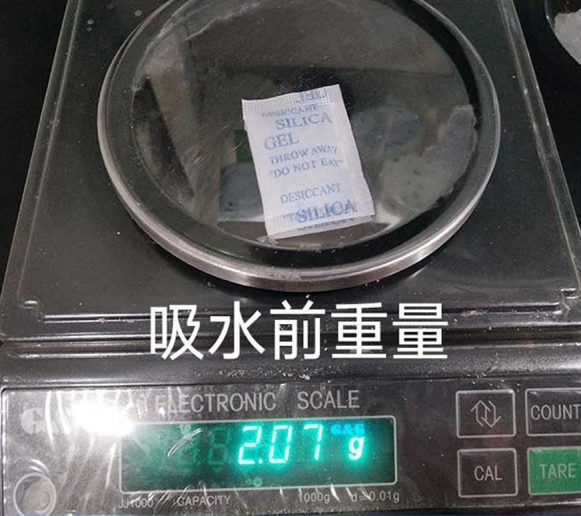 DESICCANT
SILICA
GEL
THROW AWAY
"DO NOT EAT"
DESICCANT
SILICA
吸水前重量
ELECTRONIC SCALE
G&G
2.07 g
JJ1000 CAPACITY 1000g d=0.01g
COUNT
CAL
TARE